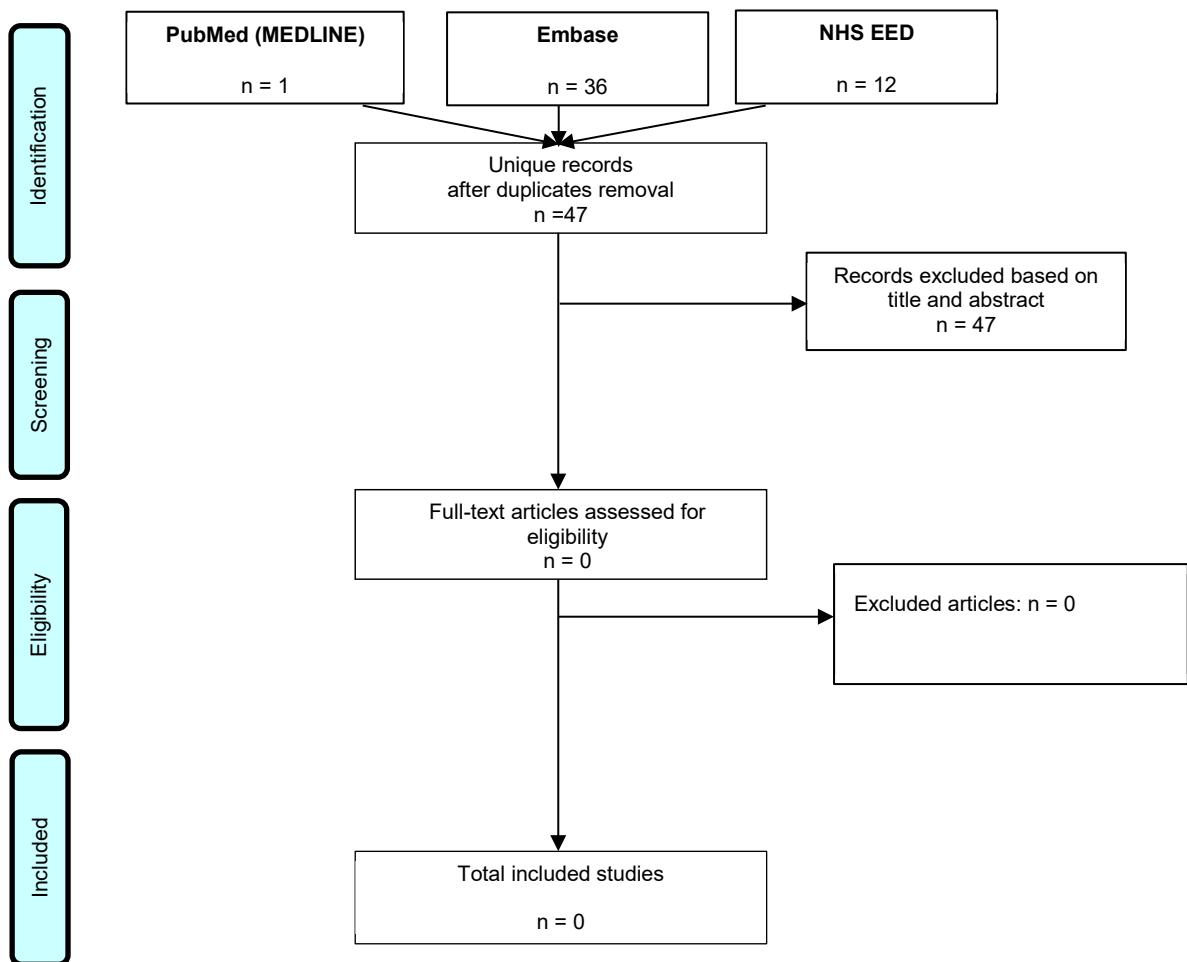 PubMed (MEDLINE)
n = 1
Embase
n = 36
NHS EED
n = 12
Identification
Unique records
after duplicates removal
n =47
Records excluded based on
title and abstract
n = 47
Screening
Full-text articles assessed for
eligibility
n = 0
Eligibility
Excluded articles: n = 0
Included
Total included studies
n = 0